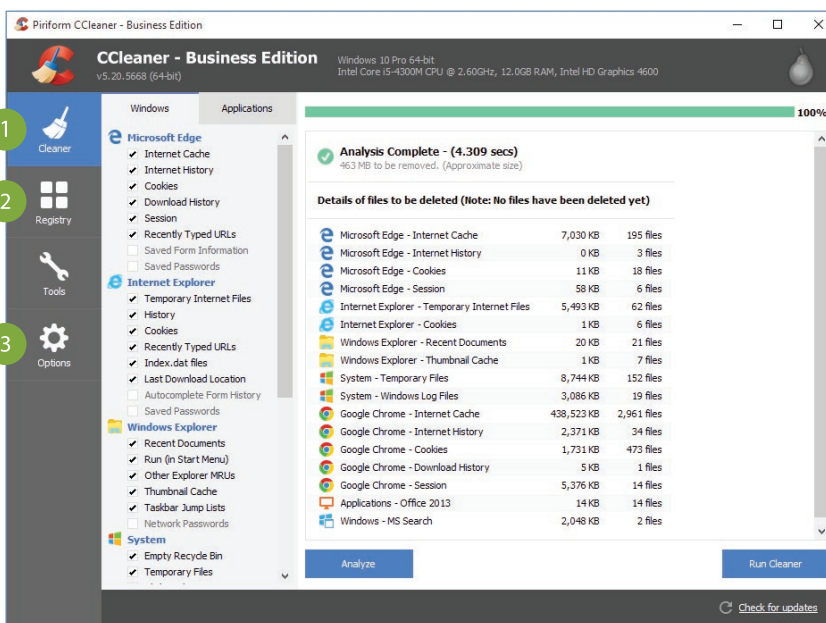 Piriform CCleaner - Business Edition
CCleaner - Business Edition
v5.20.5668 (64-bit)
Windows 10 Pro 64-bit
Intel Core i5-4300M CPU @ 2.60GHz, 12.0GB RAM, Intel HD Graphics 4600
1
Cleaner
2
Registry
Tools
3
Options
Windows Applications
Microsoft Edge
Internet Cache
Internet History
Cookies
Download History
Session
Recently Typed URLs
Saved Form Information
Saved Passwords
Internet Explorer
Temporary Internet Files
History
Cookies
Recently Typed URLs
Index.dat files
Last Download Location
Autocomplete Form History
Saved Passwords
Windows Explorer
Recent Documents
Run (in Start Menu)
Other Explorer MRUs
Thumbnail Cache
Taskbar Jump Lists
Network Passwords
System
Empty Recycle Bin
Temporary Files
100%
Analysis Complete - (4.309 secs)
463 MB to be removed. (Approximate size)
Details of files to be deleted (Note: No files have been deleted yet)
Microsoft Edge - Internet Cache 7,030 KB 195 files
Microsoft Edge - Internet History 0 KB 3 files
Microsoft Edge - Cookies 11 KB 18 files
Microsoft Edge - Session 58 KB 6 files
Internet Explorer - Temporary Internet Files 5,493 KB 62 files
Internet Explorer - Cookies 1 KB 6 files
Windows Explorer - Recent Documents 20 KB 21 files
Windows Explorer - Thumbnail Cache 1 KB 7 files
System - Temporary Files 8,744 KB 152 files
System - Windows Log Files 3,086 KB 19 files
Google Chrome - Internet Cache 438,523 KB 2,961 files
Google Chrome - Internet History 2,371 KB 34 files
Google Chrome - Cookies 1,731 KB 473 files
Google Chrome - Download History 5 KB 1 files
Google Chrome - Session 5,376 KB 14 files
Applications - Office 2013 14 KB 14 files
Windows - MS Search 2,048 KB 2 files
Analyze
Run Cleaner
Check for updates